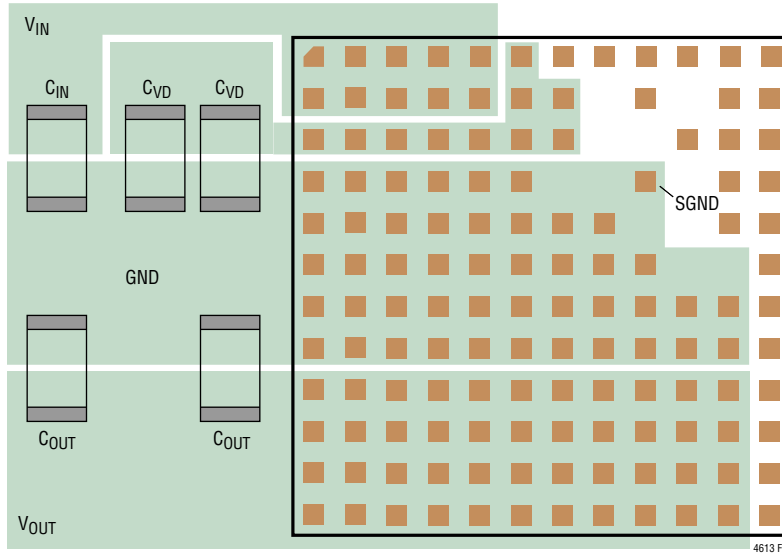 VIN
CIN
CVD
CVD
SGND
GND
COUT
COUT
VOUT
4613 F